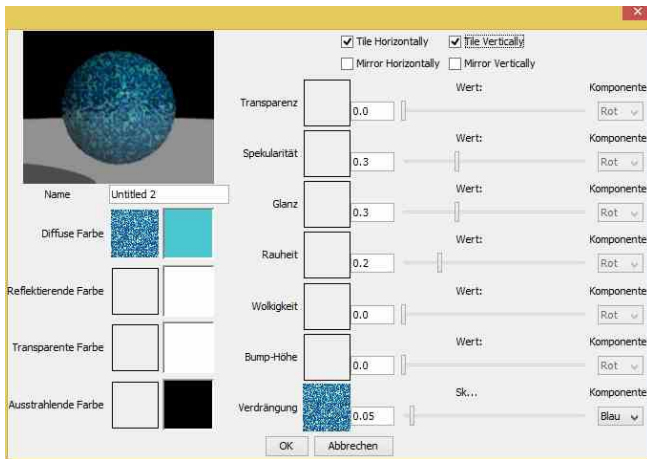 Tile Horizontally Tile Vertically
Mirror Horizontally Mirror Vertically
Wert: Komponente
Transparenz 0.0 Rot
Wert: Komponente
Spekularität 0.3 Rot
Name Untitled 2
Wert: Komponente
Glanz 0.3 Rot
Diffuse Farbe
Wert: Komponente
Rauheit 0.2 Rot
Reflektierende Farbe
Wert: Komponente
Wolkigkeit 0.0 Rot
Transparente Farbe
Wert: Komponente
Bump-Höhe 0.0 Rot
Ausstrahlende Farbe
Sk... Komponente
Verdrängung 0.05 Blau
OK Abbrechen